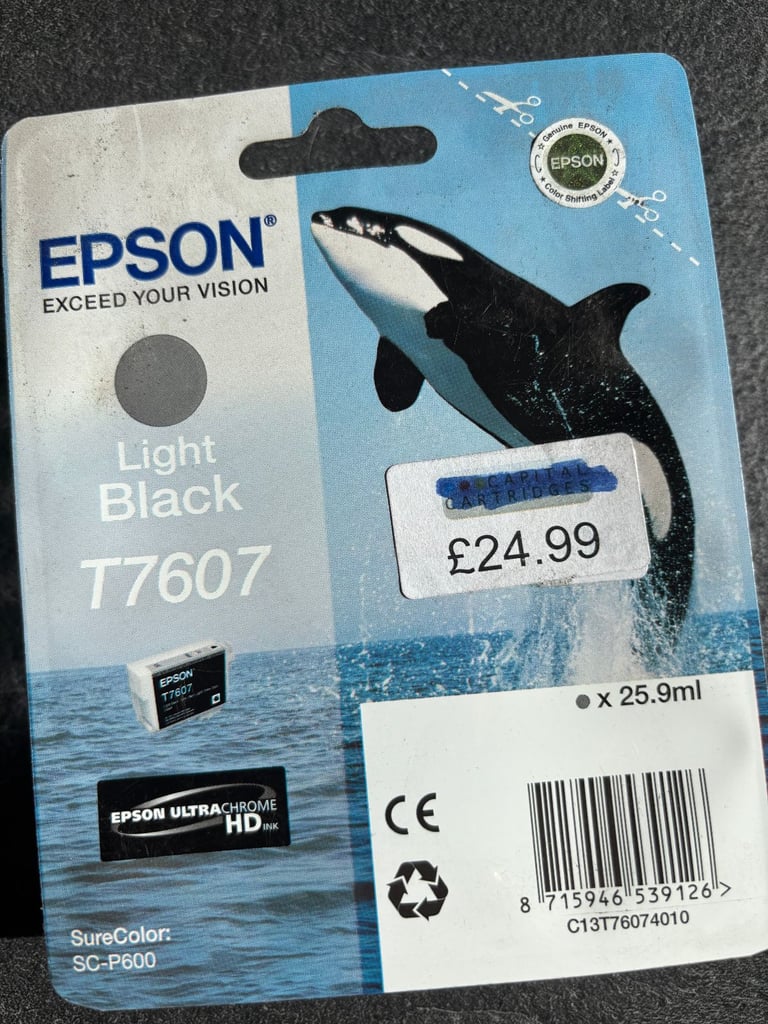 Genuine EPSON
EPSON
Color Shifting Label
EPSON®
EXCEED YOUR VISION
Light
Black
T7607
CAPITAL
CARTRIDGES
£24.99
EPSON
T7607
EPSON ULTRACHROME
HD INK
x 25.9ml
CE
8 715946 539126 >
C13T76074010
SureColor:
SC-P600